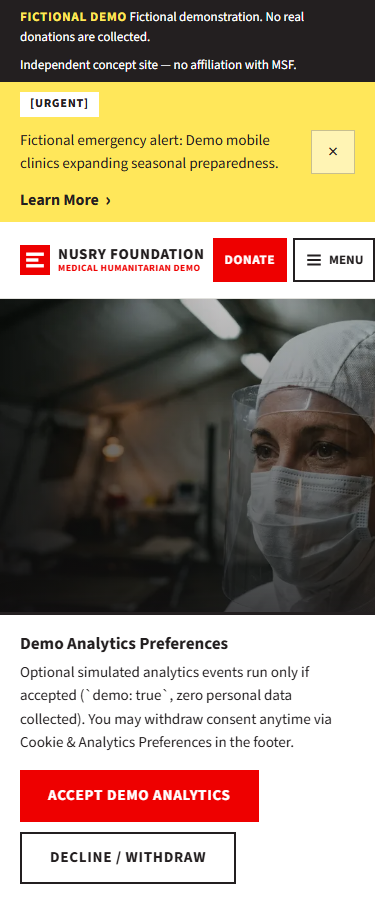 FICTIONAL DEMO Fictional demonstration. No real
donations are collected.
Independent concept site — no affiliation with MSF.
[URGENT]
Fictional emergency alert: Demo mobile
clinics expanding seasonal preparedness.
×
Learn More ›
NUSRY FOUNDATION
MEDICAL HUMANITARIAN DEMO
DONATE
MENU
Demo Analytics Preferences
Optional simulated analytics events run only if
accepted (`demo: true`, zero personal data
collected). You may withdraw consent anytime via
Cookie & Analytics Preferences in the footer.
ACCEPT DEMO ANALYTICS
DECLINE / WITHDRAW